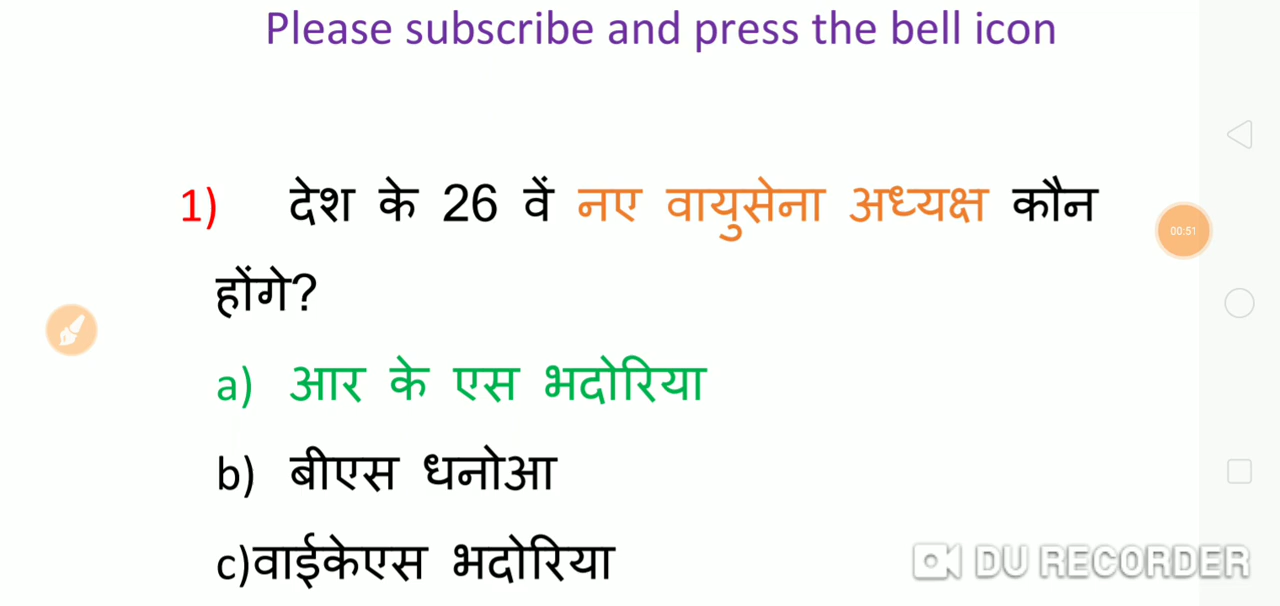 Please subscribe and press the bell icon
1) देश के 26 वें नए वायुसेना अध्यक्ष कौन
00:51
होंगे?
a) आर के एस भदोरिया
b) बीएस धनोआ
c)वाईकेएस भदोरिया
DU RECORDER